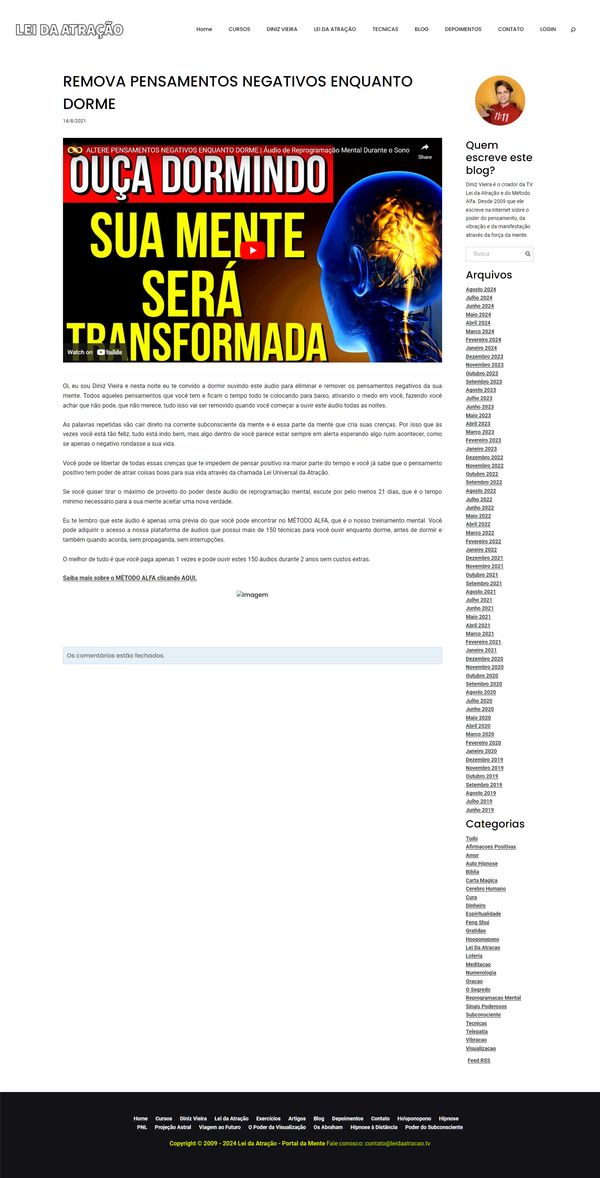 LEI DA ATRAÇÃO
Home CURSOS DINIZ VIEIRA LEI DA ATRAÇÃO TECNICAS BLOG DEPOIMENTOS CONTATO LOGIN
REMOVA PENSAMENTOS NEGATIVOS ENQUANTO
DORME
14/8/2021
ALTERE PENSAMENTOS NEGATIVOS ENQUANTO DORME | Áudio de Reprogramação Mental Durante o Sono
Share
OUÇA DORMINDO
SUA MENTE
SERÁ
TRANSFORMADA
Watch on YouTube
Oi, eu sou Diniz Vieira e nesta noite eu te convido a dormir ouvindo este áudio para eliminar e remover os pensamentos negativos da sua
mente. Todos aqueles pensamentos que você tem e ficam o tempo todo te colocando para baixo, ativando o medo em você, fazendo você
achar que não pode, que não merece, tudo isso vai ser removido quando você começar a ouvir este áudio todas as noites.
As palavras repetidas vão cair direto na corrente subconsciente da mente e é essa parte da mente que cria suas crenças. Por isso que às
vezes você está tão feliz, tudo está indo bem, mas algo dentro de você parece estar sempre em alerta esperando algo ruim acontecer, como
se apenas o negativo rondasse a sua vida.
Você pode se libertar de todas essas crenças que te impedem de pensar positivo na maior parte do tempo e você já sabe que o pensamento
positivo tem poder de atrair coisas boas para sua vida através da chamada Lei Universal da Atração.
Se você quiser tirar o máximo de proveito do poder deste áudio de reprogramação mental, escute por pelo menos 21 dias, que é o tempo
mínimo necessário para a sua mente aceitar uma nova verdade.
Eu te lembro que este áudio é apenas uma prévia do que você pode encontrar no MÉTODO ALFA, que é o nosso treinamento mental. Você
pode adquirir o acesso a nossa plataforma de áudios que possui mais de 150 técnicas para você ouvir enquanto dorme, antes de dormir e
também quando acorda, sem propaganda, sem interrupções.
O melhor de tudo é que você paga apenas 1 vezes e pode ouvir estes 150 áudios durante 2 anos sem custos extras.
Saiba mais sobre o MÉTODO ALFA clicando AQUI.
Imagem
Os comentários estão fechados.
11:11
Quem
escreve este
blog?
Diniz Vieira é o criador da TV
Lei da Atração e do Método
Alfa. Desde 2009 que ele
escreve na Internet sobre o
poder do pensamento, da
vibração e da manifestação
através da força da mente.
Busca
Arquivos
Agosto 2024
Julho 2024
Junho 2024
Maio 2024
Abril 2024
Março 2024
Fevereiro 2024
Janeiro 2024
Dezembro 2023
Novembro 2023
Outubro 2023
Setembro 2023
Agosto 2023
Julho 2023
Junho 2023
Maio 2023
Abril 2023
Março 2023
Fevereiro 2023
Janeiro 2023
Dezembro 2022
Novembro 2022
Outubro 2022
Setembro 2022
Agosto 2022
Julho 2022
Junho 2022
Maio 2022
Abril 2022
Março 2022
Fevereiro 2022
Janeiro 2022
Dezembro 2021
Novembro 2021
Outubro 2021
Setembro 2021
Agosto 2021
Julho 2021
Junho 2021
Maio 2021
Abril 2021
Março 2021
Fevereiro 2021
Janeiro 2021
Dezembro 2020
Novembro 2020
Outubro 2020
Setembro 2020
Agosto 2020
Julho 2020
Junho 2020
Maio 2020
Abril 2020
Março 2020
Fevereiro 2020
Janeiro 2020
Dezembro 2019
Novembro 2019
Outubro 2019
Setembro 2019
Agosto 2019
Julho 2019
Junho 2019
Categorias
Tudo
Afirmacoes Positivas
Amor
Auto Hipnose
Biblia
Carta Magica
Cerebro Humano
Cura
Dinheiro
Espiritualidade
Feng Shui
Gratidao
Hooponopono
Lei Da Atracao
Loteria
Meditacao
Numerologia
Oracao
O Segredo
Reprogramacao Mental
Sinais Poderosos
Subconsciente
Tecnicas
Telepatia
Vibracao
Visualizacao
Feed RSS
Home Cursos Diniz Vieira Lei da Atração Exercícios Artigos Blog Depoimentos Contato Ho'oponopono Hipnose
PNL Projeção Astral Viagem ao Futuro O Poder da Visualização Os Abraham Hipnose à Distância Poder do Subconsciente
Copyright © 2009 - 2024 Lei da Atração - Portal da Mente Fale conosco: contato@leidaatracao.tv